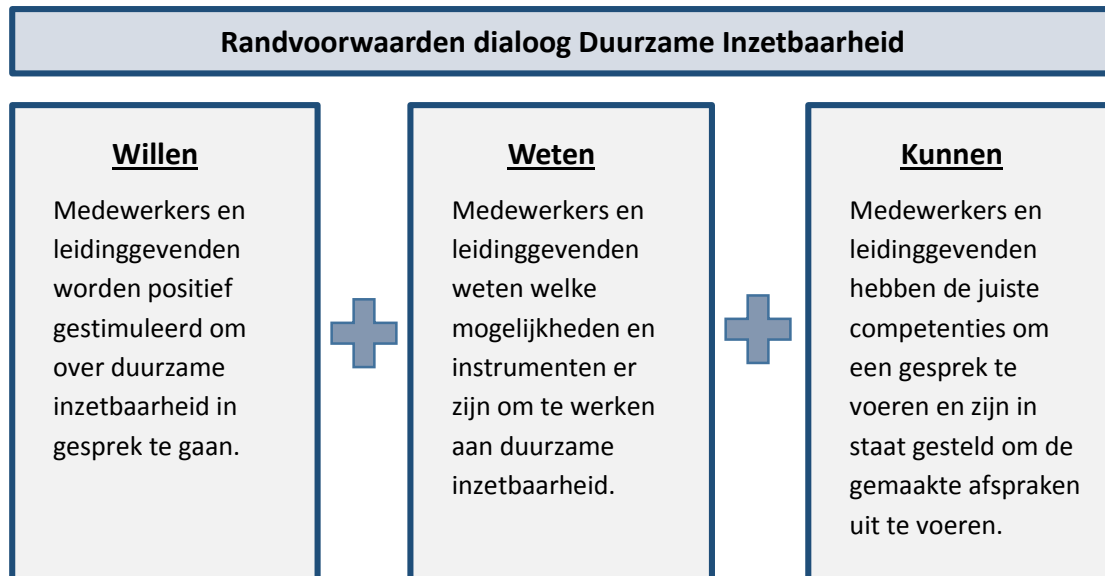 Randvoorwaarden dialoog Duurzame Inzetbaarheid
Willen
Medewerkers en
leidinggevenden
worden positief
gestimuleerd om
over duurzame
inzetbaarheid in
gesprek te gaan.
Weten
Medewerkers en
leidinggevenden
weten welke
mogelijkheden en
instrumenten er
zijn om te werken
aan duurzame
inzetbaarheid.
Kunnen
Medewerkers en
leidinggevenden
hebben de juiste
competenties om
een gesprek te
voeren en zijn in
staat gesteld om de
gemaakte afspraken
uit te voeren.